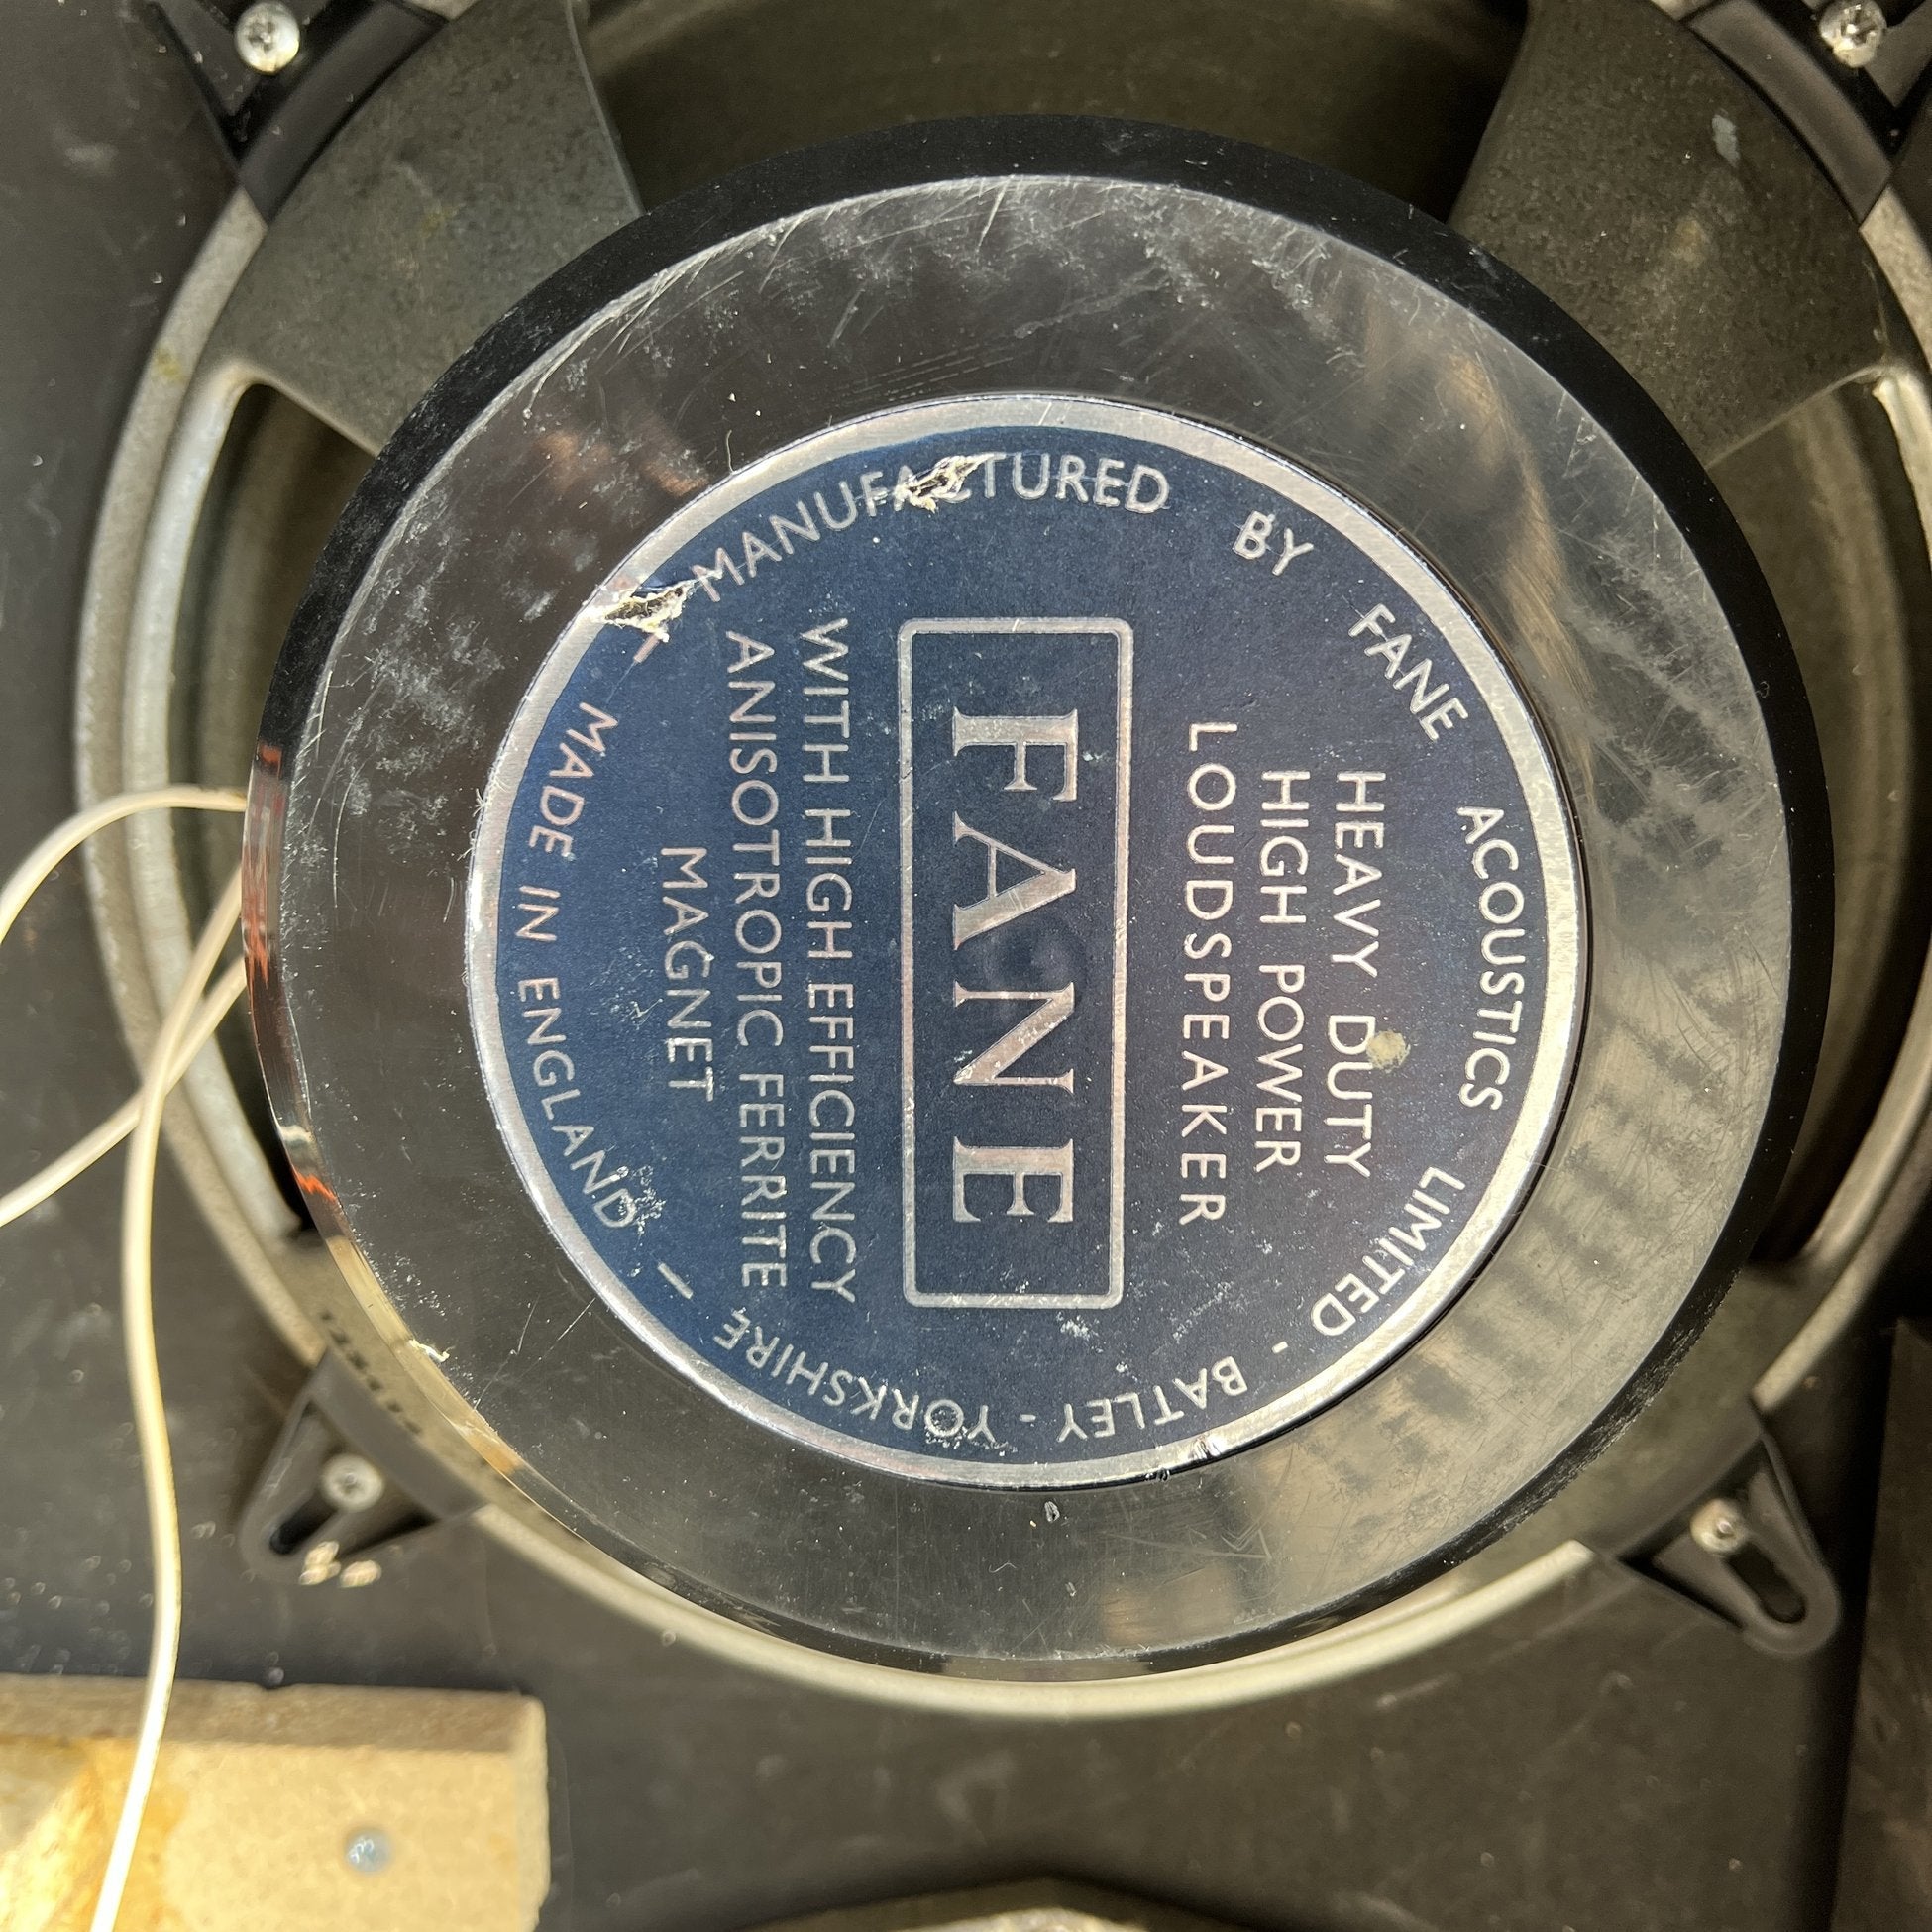 HEAVY DUTY
HIGH POWER
LOUDSPEAKER
FANE
WITH HIGH EFFICIENCY
ANISOTROPIC FERRITE
MAGNET
MANUFACTURED BY FANE ACOUSTICS LIMITED - BATLEY - YORKSHIRE —
MADE IN ENGLAND